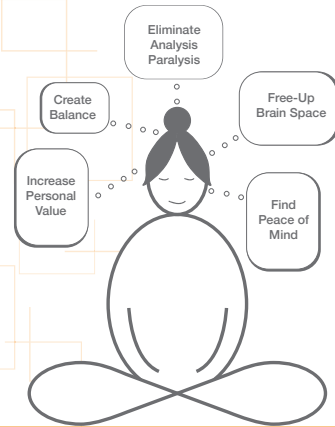 Eliminate
Analysis
Paralysis
Create
Balance
Free-Up
Brain Space
Increase
Personal
Value
Find
Peace of
Mind